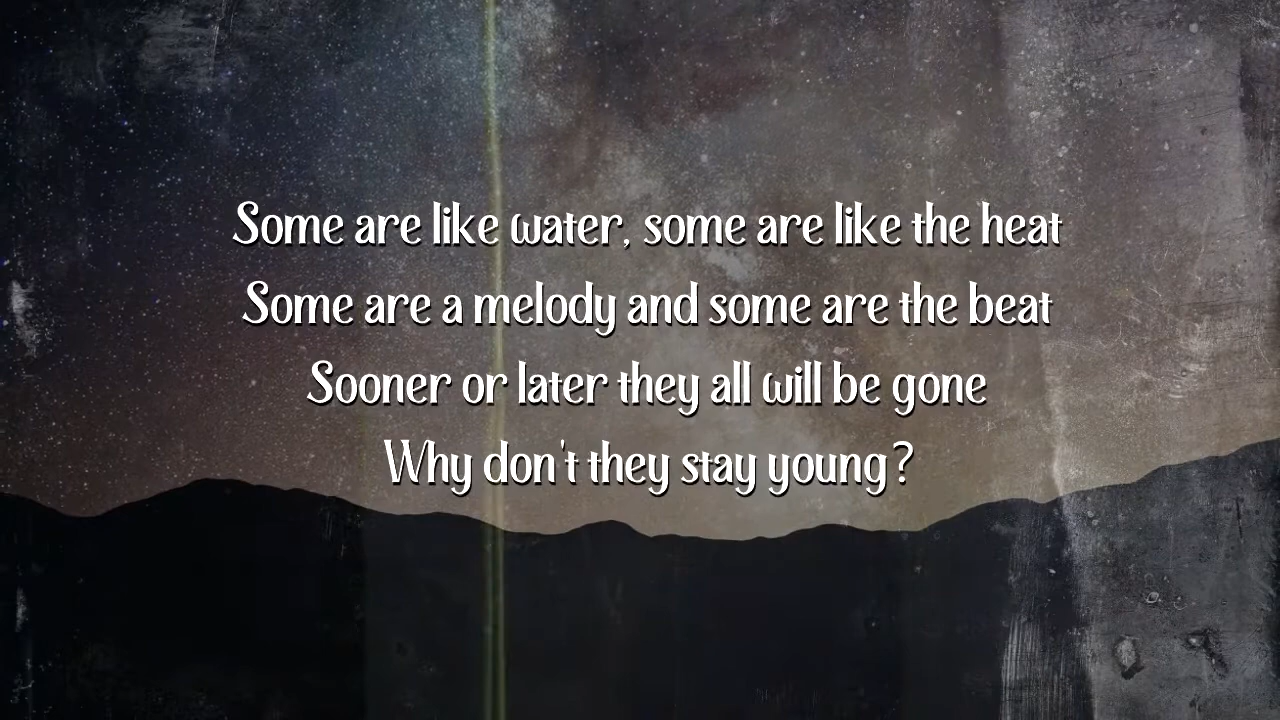 Some are like water, some are like the heat
Some are a melody and some are the beat
Sooner or later they all will be gone
Why don't they stay young?